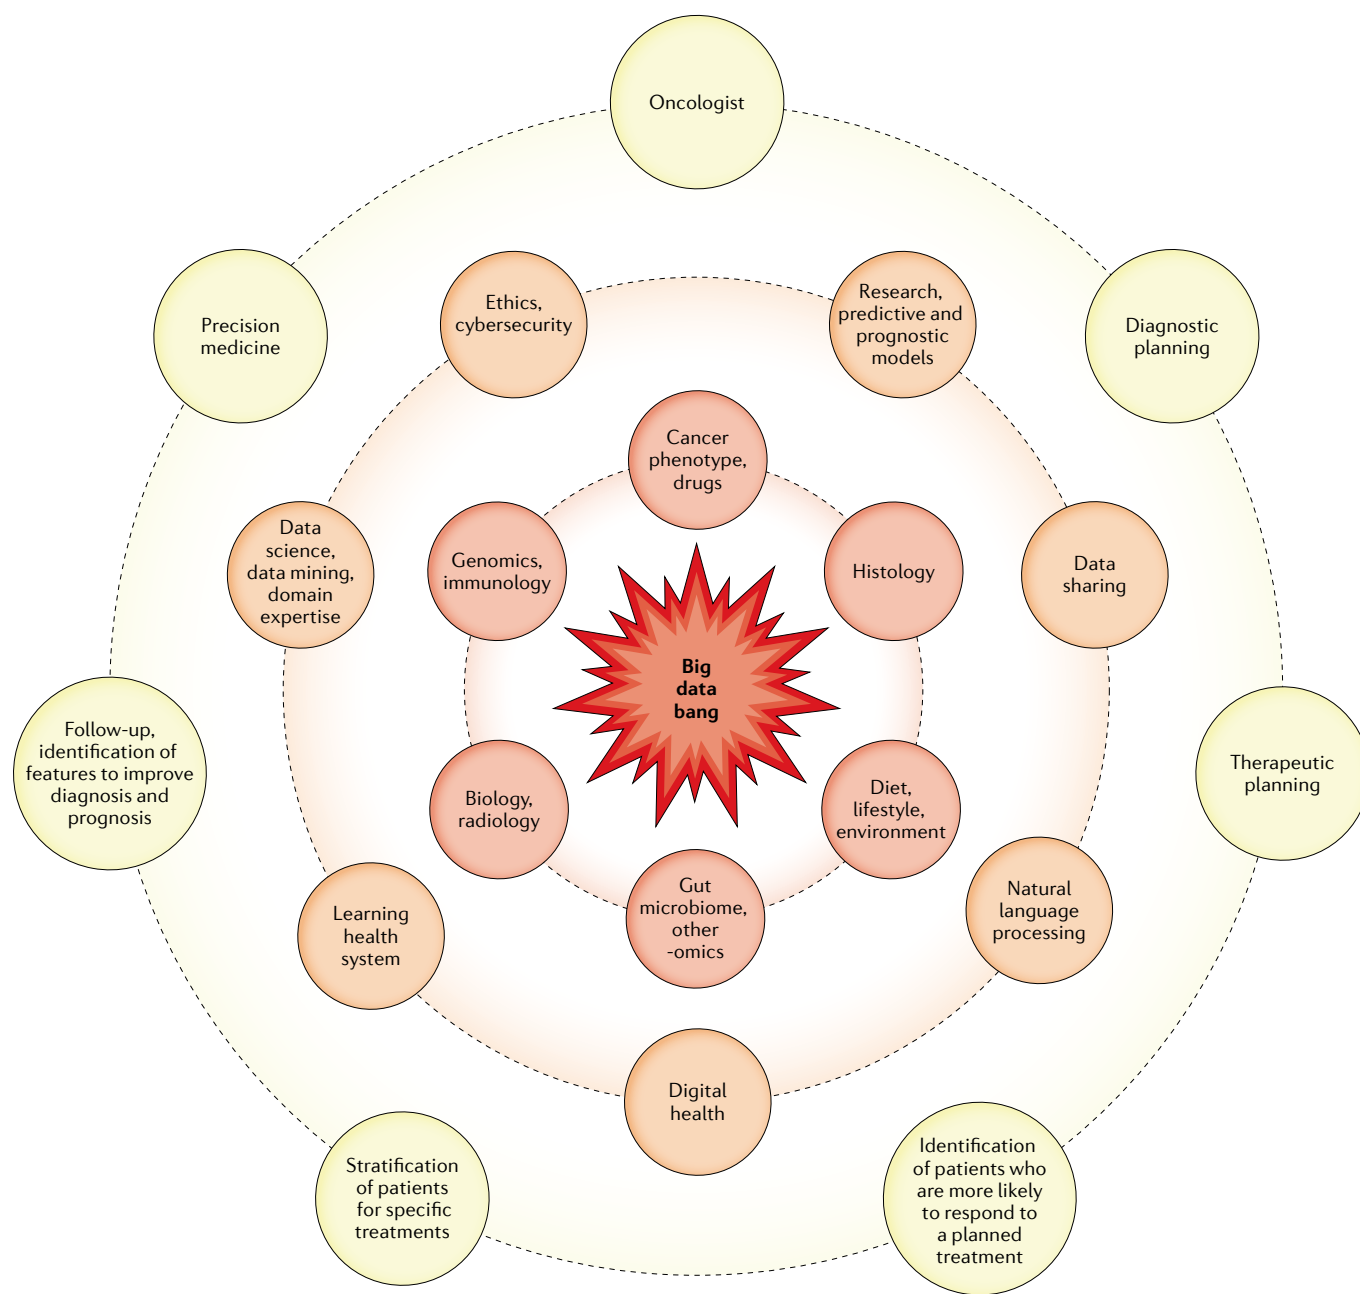 Oncologist
Precision
medicine
Diagnostic
planning
Ethics,
cybersecurity
Research,
predictive and
prognostic
models
Cancer
phenotype,
drugs
Data
science,
data mining,
domain
expertise
Genomics,
immunology
Histology
Data
sharing
Big
data
bang
Follow-up,
identification of
features to improve
diagnosis and
prognosis
Biology,
radiology
Diet,
lifestyle,
environment
Therapeutic
planning
Gut
microbiome,
other
-omics
Learning
health
system
Natural
language
processing
Digital
health
Stratification
of patients
for specific
treatments
Identification
of patients who
are more likely
to respond to
a planned
treatment